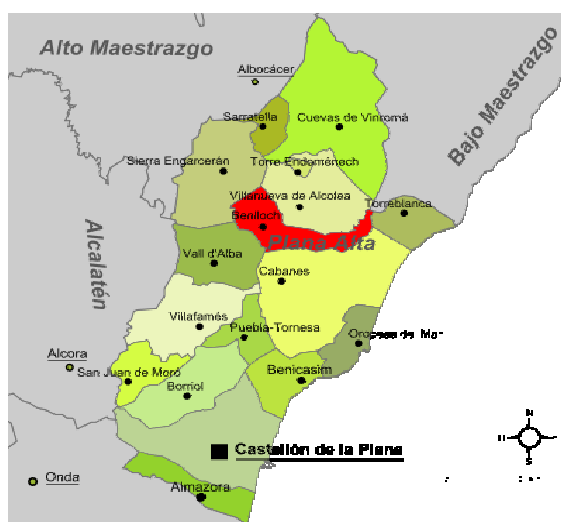 Alto Maestrazgo
Albocácer
Bajo Maestrazgo
Sarratella
Cuevas de Vinromá
Sierra Engarcerán
Torre Endoménech
Villanueva de Alcolea
Torreblanca
Benlloch
Plana Alta
Alcalatén
Vall d'Alba
Cabanes
Villafamés
Puebla-Tornesa
Oropesa de Mar
Alcora
San Juan de Moró
Benicasim
Borriol
N
S
Castellón de la Plana
Onda
Almazora